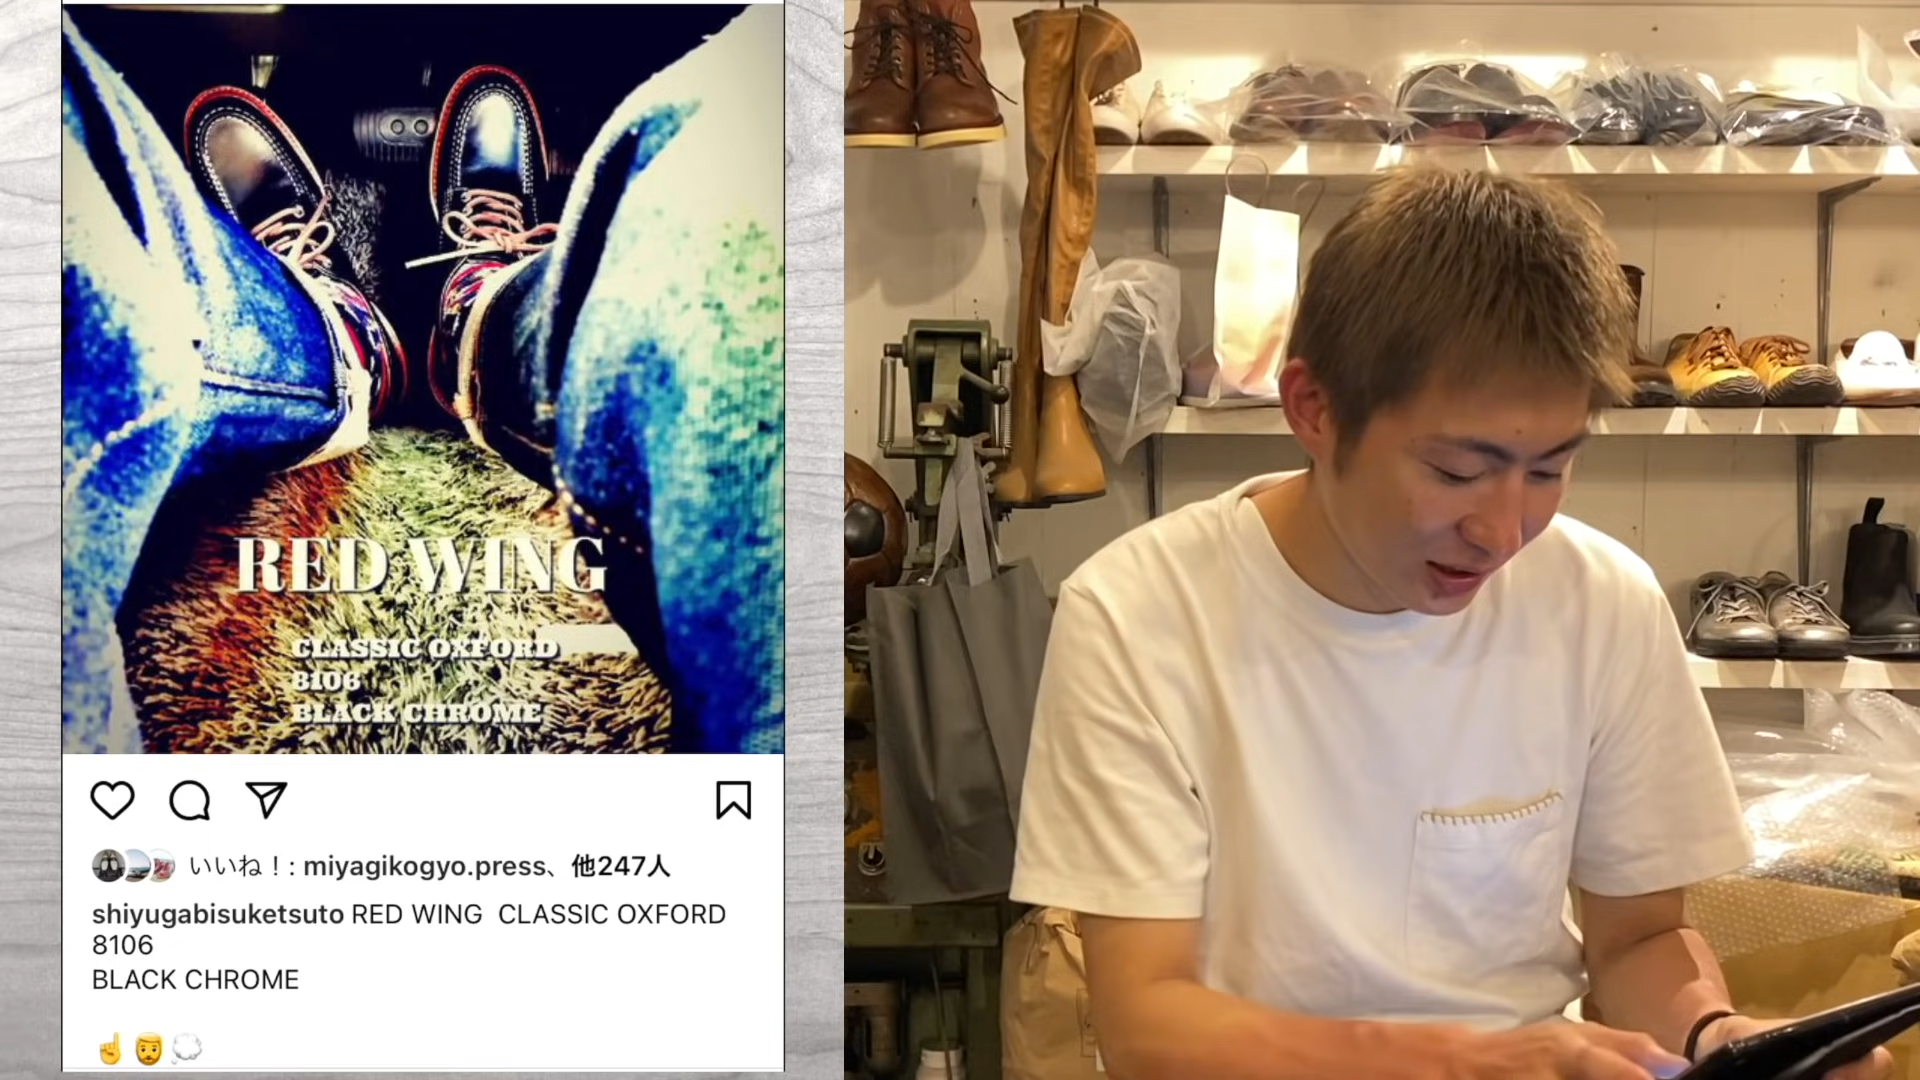 RED WING
CLASSIC OXFORD
8106
BLACK CHROME
いいね！: miyagikogyo.press、他247人
shiyugabisuketsuto RED WING CLASSIC OXFORD
8106
BLACK CHROME
☝️👨💭